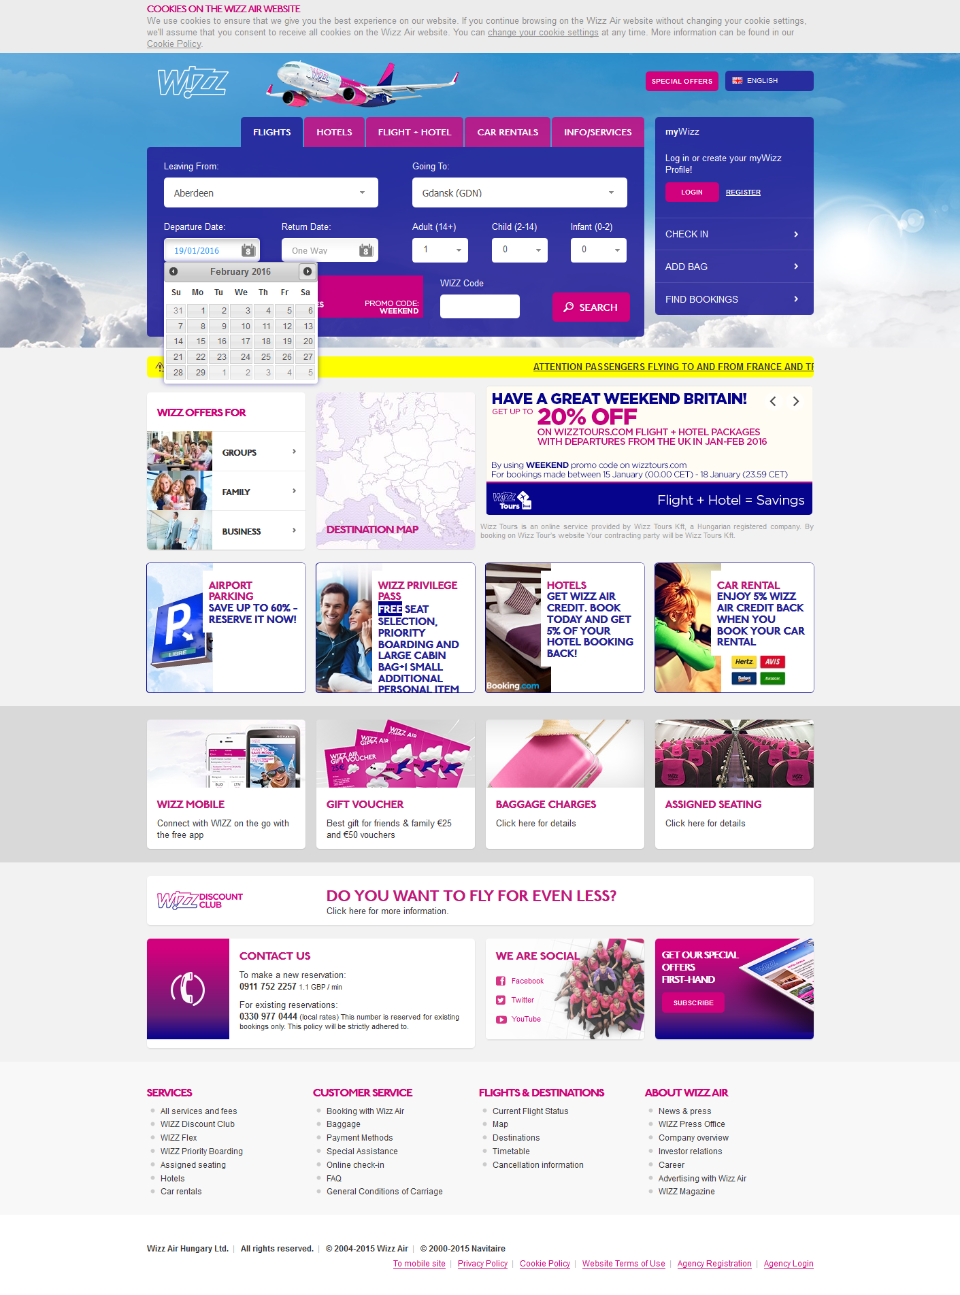 COOKIES ON THE WIZZ AIR WEBSITE
We use cookies to ensure that we give you the best experience on our website. If you continue browsing on the Wizz Air website without changing your cookie settings,
we'll assume that you consent to receive all cookies on the Wizz Air website. You can change your cookie settings at any time. More information can be found in our
Cookie Policy.
WIZZ
SPECIAL OFFERS
ENGLISH
FLIGHTS
HOTELS
FLIGHT + HOTEL
CAR RENTALS
INFO/SERVICES
myWizz
Log in or create your myWizz
Profile!
LOGIN
REGISTER
CHECK IN
ADD BAG
FIND BOOKINGS
Leaving From:
Going To:
Aberdeen
Gdansk (GDN)
Departure Date:
Return Date:
Adult (14+)
Child (2-14)
Infant (0-2)
19/01/2016
One Way
1
0
0
February 2016
Su Mo Tu We Th Fr Sa
31 1 2 3 4 5 6
7 8 9 10 11 12 13
14 15 16 17 18 19 20
21 22 23 24 25 26 27
28 29 1 2 3 4 5
PROMO CODE:
WEEKEND
WIZZ Code
SEARCH
ATTENTION PASSENGERS FLYING TO AND FROM FRANCE AND
WIZZ OFFERS FOR
GROUPS
FAMILY
BUSINESS
DESTINATION MAP
HAVE A GREAT WEEKEND BRITAIN!
GET UP TO
20% OFF
ON WIZZTOURS.COM FLIGHT + HOTEL PACKAGES
WITH DEPARTURES FROM THE UK IN JAN-FEB 2016
By using WEEKEND promo code on wizztours.com
For bookings made between 15 January (00.00 CET) - 18 January (23.59 CET)
WIZZ Tours
Flight + Hotel = Savings
Wizz Tours is an online service provided by Wizz Tours Kft, a Hungarian registered company. By
booking on Wizz Tour's website Your contracting party will be Wizz Tours Kft.
AIRPORT
PARKING
SAVE UP TO 60% -
RESERVE IT NOW!
P
LIBRE
WIZZ PRIVILEGE
PASS
FREE SEAT
SELECTION,
PRIORITY
BOARDING AND
LARGE CABIN
BAG+1 SMALL
ADDITIONAL
PERSONAL ITEM
HOTELS
GET WIZZ AIR
CREDIT. BOOK
TODAY AND GET
5% OF YOUR
HOTEL BOOKING
BACK!
Booking.com
CAR RENTAL
ENJOY 5% WIZZ
AIR CREDIT BACK
WHEN YOU
BOOK YOUR CAR
RENTAL
Hertz
AVIS
Budget
WIZZ MOBILE
Connect with WIZZ on the go with
the free app
WIZZ AIR
GIFT VOUCHER
GIFT VOUCHER
Best gift for friends & family €25
and €50 vouchers
BAGGAGE CHARGES
Click here for details
ASSIGNED SEATING
Click here for details
WIZZ DISCOUNT
CLUB
DO YOU WANT TO FLY FOR EVEN LESS?
Click here for more information.
CONTACT US
To make a new reservation:
0911 752 2257 1.1 GBP / min
For existing reservations:
0330 977 0444 (local rates) This number is reserved for existing
bookings only. This policy will be strictly adhered to.
WE ARE SOCIAL
Facebook
Twitter
YouTube
GET OUR SPECIAL
OFFERS
FIRST-HAND
SUBSCRIBE
SERVICES
All services and fees
WIZZ Discount Club
WIZZ Flex
WIZZ Priority Boarding
Assigned seating
Hotels
Car rentals
CUSTOMER SERVICE
Booking with Wizz Air
Baggage
Payment Methods
Special Assistance
Online check-in
FAQ
General Conditions of Carriage
FLIGHTS & DESTINATIONS
Current Flight Status
Map
Destinations
Timetable
Cancellation information
ABOUT WIZZ AIR
News & press
WIZZ Press Office
Company overview
Investor relations
Career
Advertising with Wizz Air
WIZZ Magazine
Wizz Air Hungary Ltd. | All rights reserved. | © 2004-2015 Wizz Air | © 2000-2015 Navitaire
To mobile site | Privacy Policy | Cookie Policy | Website Terms of Use | Agency Registration | Agency Login